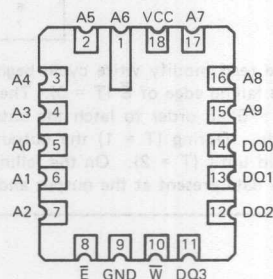 A5 A6 VCC A7
2 1 18 17
A4 3 16 A8
A3 4 15 A9
A0 5 14 DQ0
A1 6 13 DQ1
A2 7 12 DQ2
8 9 10 11
E̅ GND W̅ DQ3